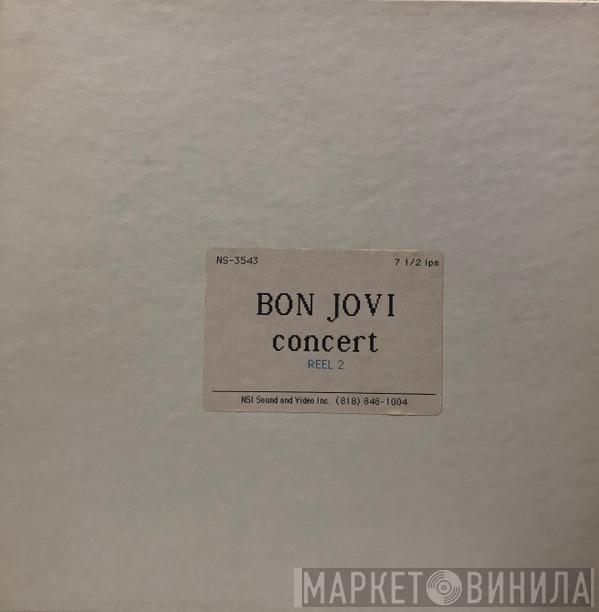 NS-3543 7 1/2 ips
BON JOVI
concert
REEL 2
NSI Sound and Video Inc. (818) 848-1004
МАРКЕТ ВИНИЛА